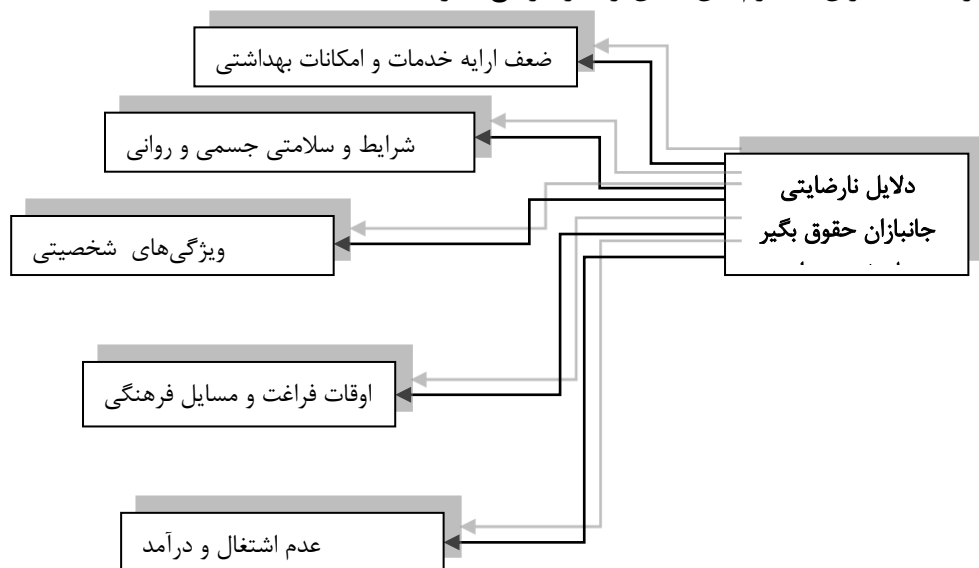 ضعف ارایه خدمات و امکانات بهداشتی
شرایط و سلامتی جسمی و روانی
دلایل نارضایتی
جانبازان حقوق بگیر
ویژگی‌های شخصیتی
اوقات فراغت و مسایل فرهنگی
عدم اشتغال و درآمد